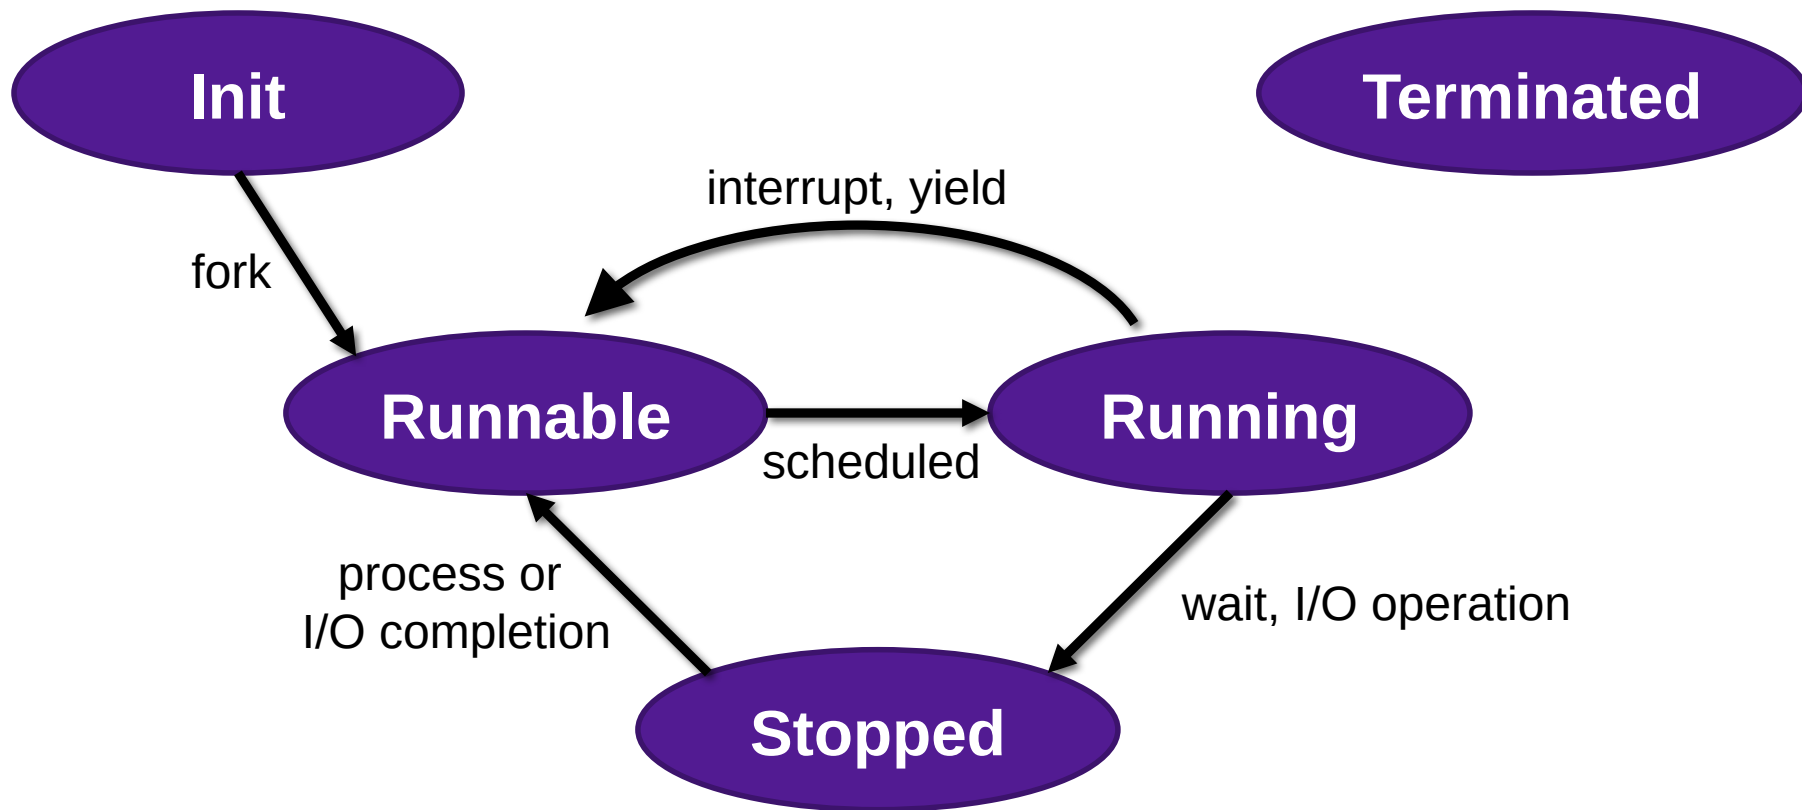 Init
Terminated
interrupt, yield
fork
Runnable
Running
scheduled
process or
I/O completion
wait, I/O operation
Stopped